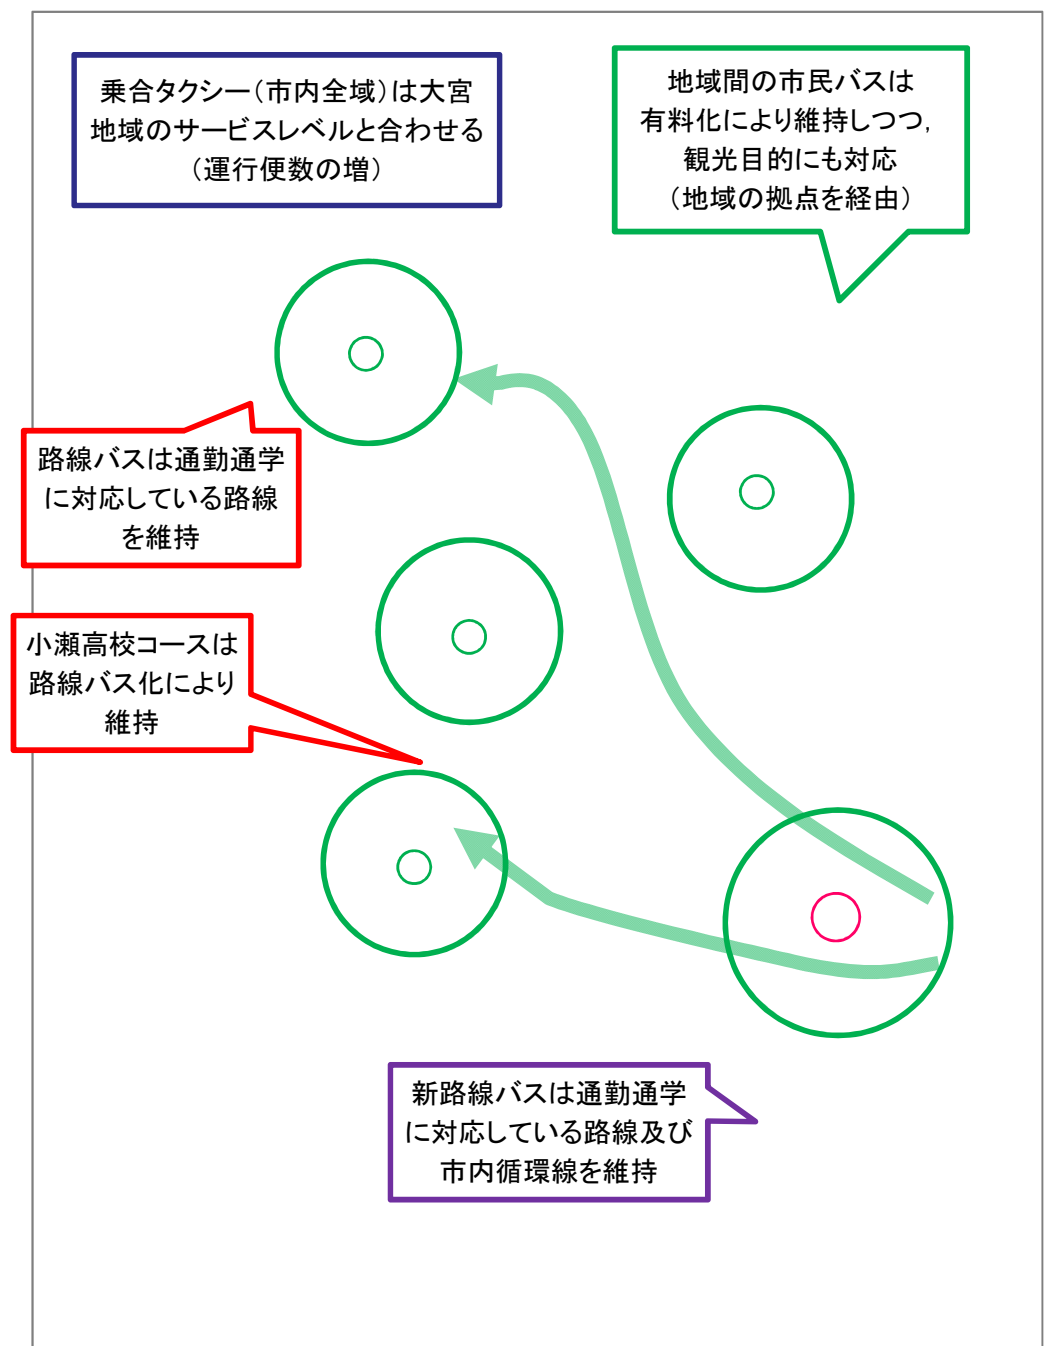 乗合タクシー（市内全域）は大宮
地域のサービスレベルと合わせる
（運行便数の増）
地域間の市民バスは
有料化により維持しつつ，
観光目的にも対応
（地域の拠点を経由）
路線バスは通勤通学
に対応している路線
を維持
小瀬高校コースは
路線バス化により
維持
新路線バスは通勤通学
に対応している路線及び
市内循環線を維持